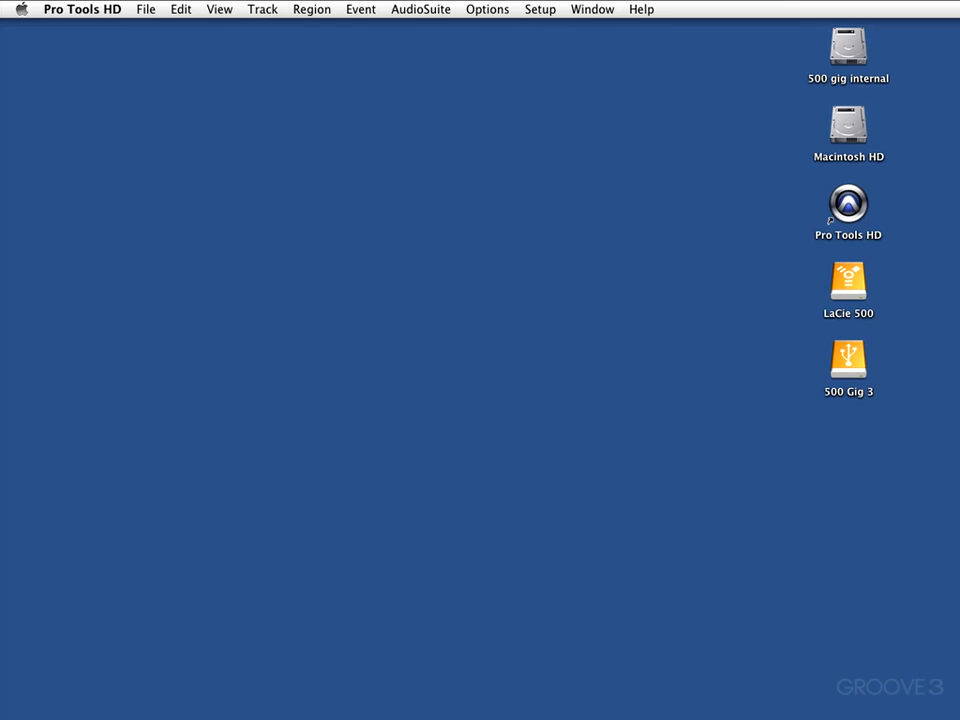 Pro Tools HD File Edit View Track Region Event AudioSuite Options Setup Window Help
500 gig internal
Macintosh HD
Pro Tools HD
LaCie 500
500 Gig 3
GROOVE3